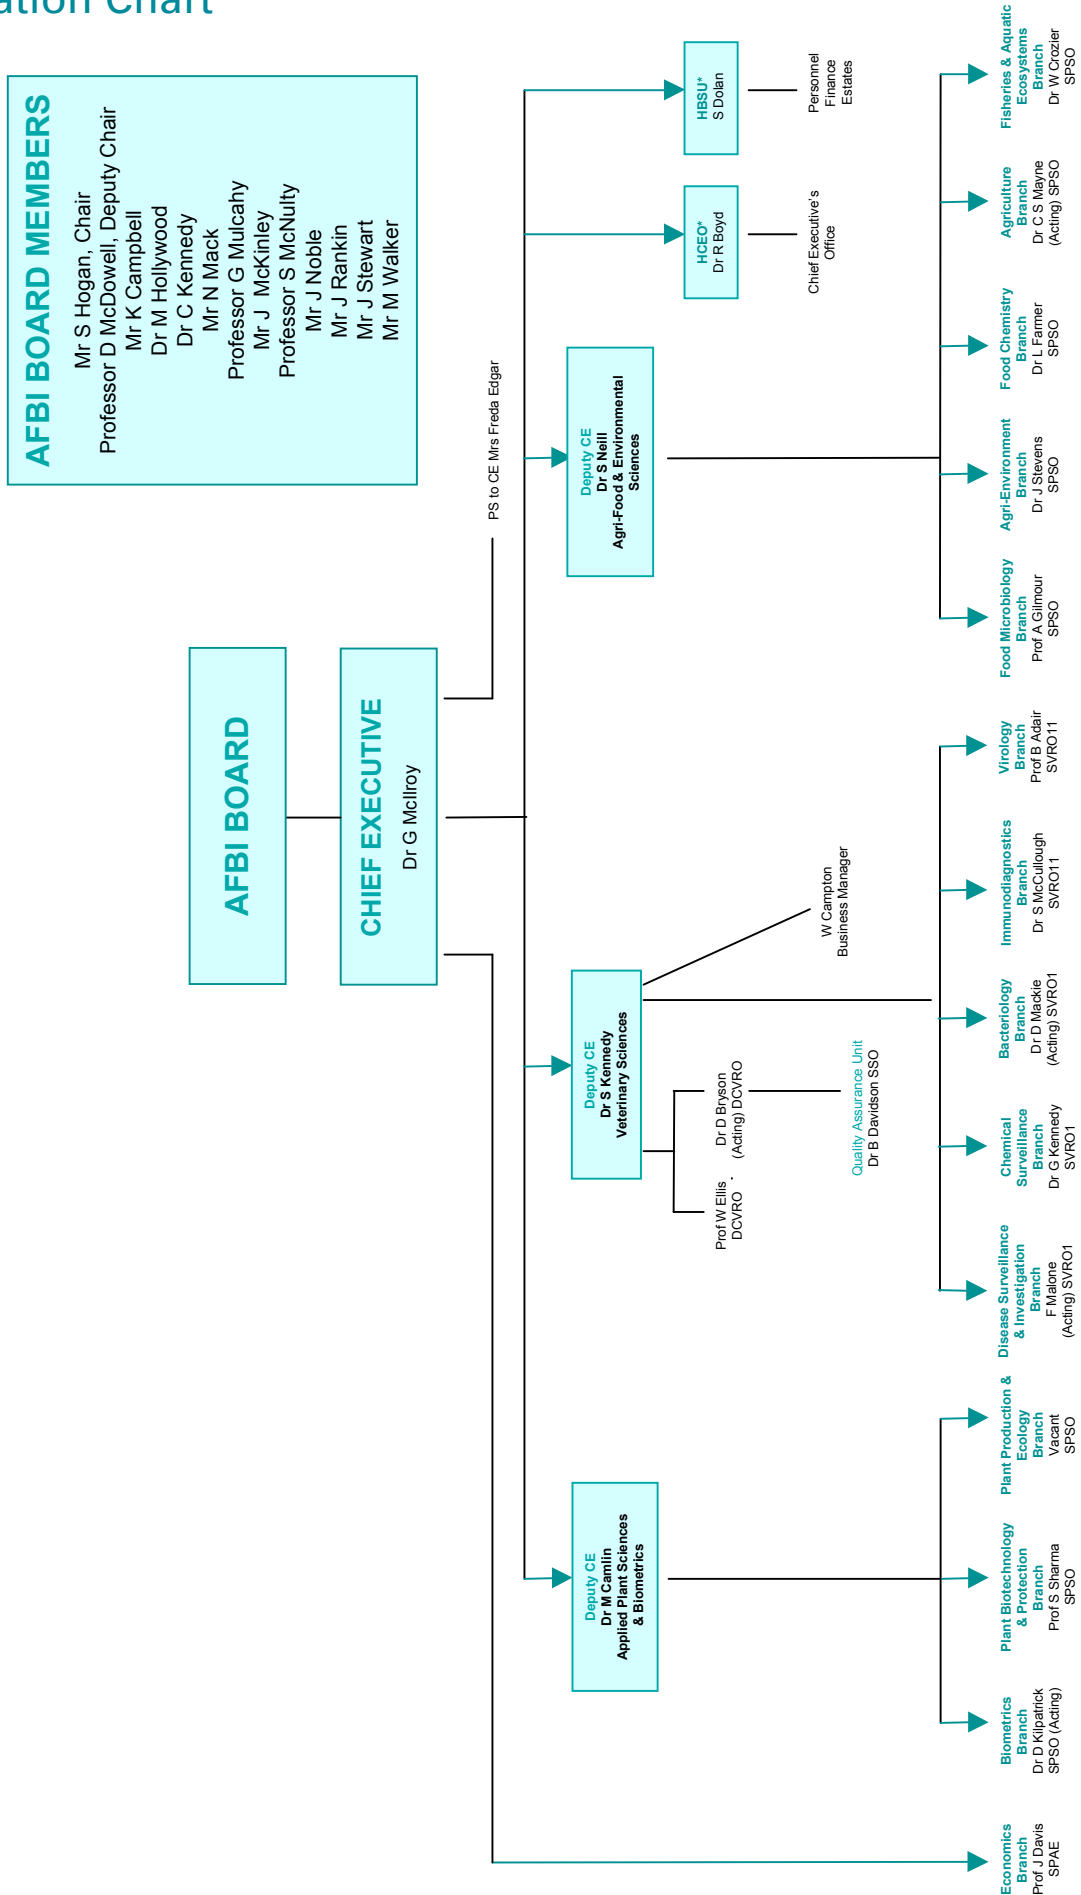 ation Chart
AFBI BOARD MEMBERS
Mr S Hogan, Chair
Professor D McDowell, Deputy Chair
Mr K Campbell
Dr M Hollywood
Dr C Kennedy
Mr N Mack
Professor G Mulcahy
Mr J McKinley
Professor S McNulty
Mr J Noble
Mr J Rankin
Mr J Stewart
Mr M Walker
AFBI BOARD
CHIEF EXECUTIVE
Dr G McIlroy
PS to CE Mrs Freda Edgar
Deputy CE
Dr M Camlin
Applied Plant Sciences
& Biometrics
Deputy CE
Dr S Kennedy
Veterinary Sciences
Deputy CE
Dr S Neill
Agri-Food & Environmental
Sciences
HCEO*
Dr R Boyd
HBSU*
S Dolan
Prof W Ellis
DCVRO
Dr D Bryson
(Acting) DCVRO
W Campton
Business Manager
Chief Executive's
Office
Personnel
Finance
Estates
Quality Assurance Unit
Dr B Davidson SSO
Economics
Branch
Prof J Davis
SPAE
Biometrics
Branch
Dr D Kilpatrick
SPSO (Acting)
Plant Biotechnology
& Protection
Branch
Prof S Sharma
SPSO
Plant Production &
Ecology
Branch
Vacant
SPSO
Disease Surveillance
& Investigation
Branch
F Malone
(Acting) SVRO1
Chemical
Surveillance
Branch
Dr G Kennedy
SVRO1
Bacteriology
Branch
Dr D Mackie
(Acting) SVRO1
Immunodiagnostics
Branch
Dr S McCullough
SVRO11
Virology
Branch
Prof B Adair
SVRO11
Food Microbiology
Branch
Prof A Gilmour
SPSO
Agri-Environment
Branch
Dr J Stevens
SPSO
Food Chemistry
Branch
Dr L Farmer
SPSO
Agriculture
Branch
Dr C S Mayne
(Acting) SPSO
Fisheries & Aquatic
Ecosystems
Branch
Dr W Crozier
SPSO